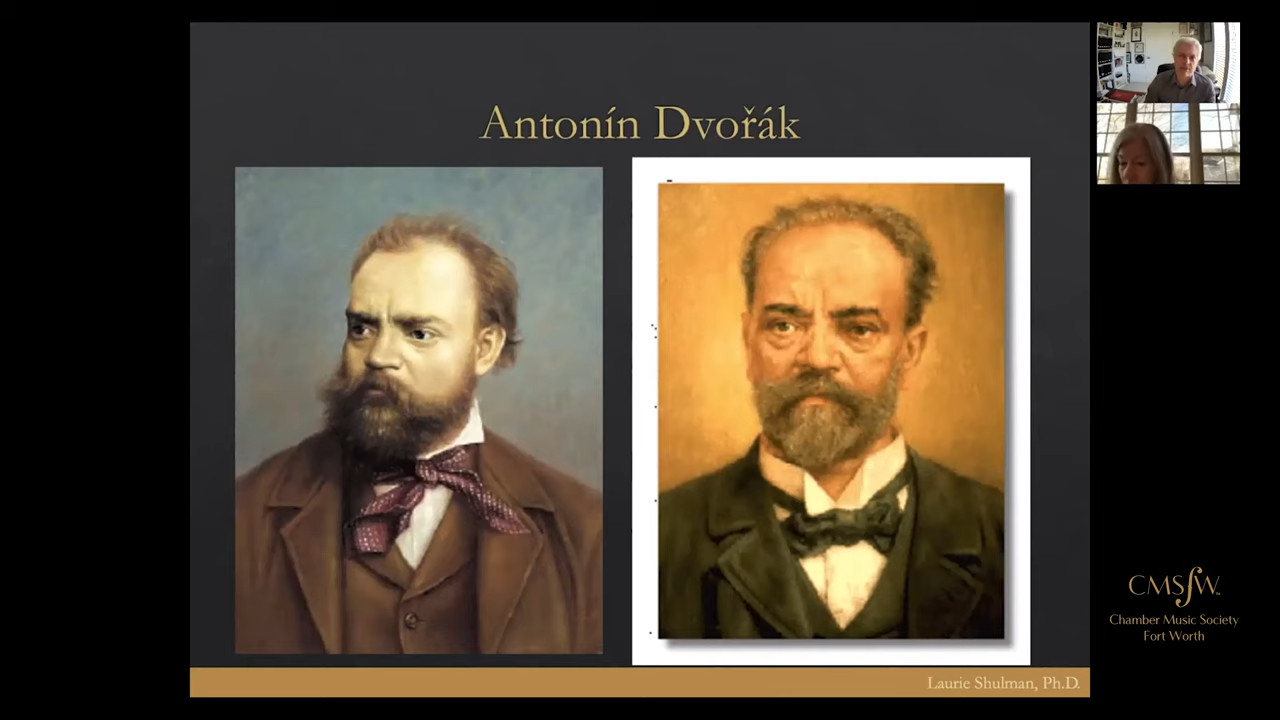 Antonín Dvořák
CMSfW
Chamber Music Society
Fort Worth
Laurie Shulman, Ph.D.